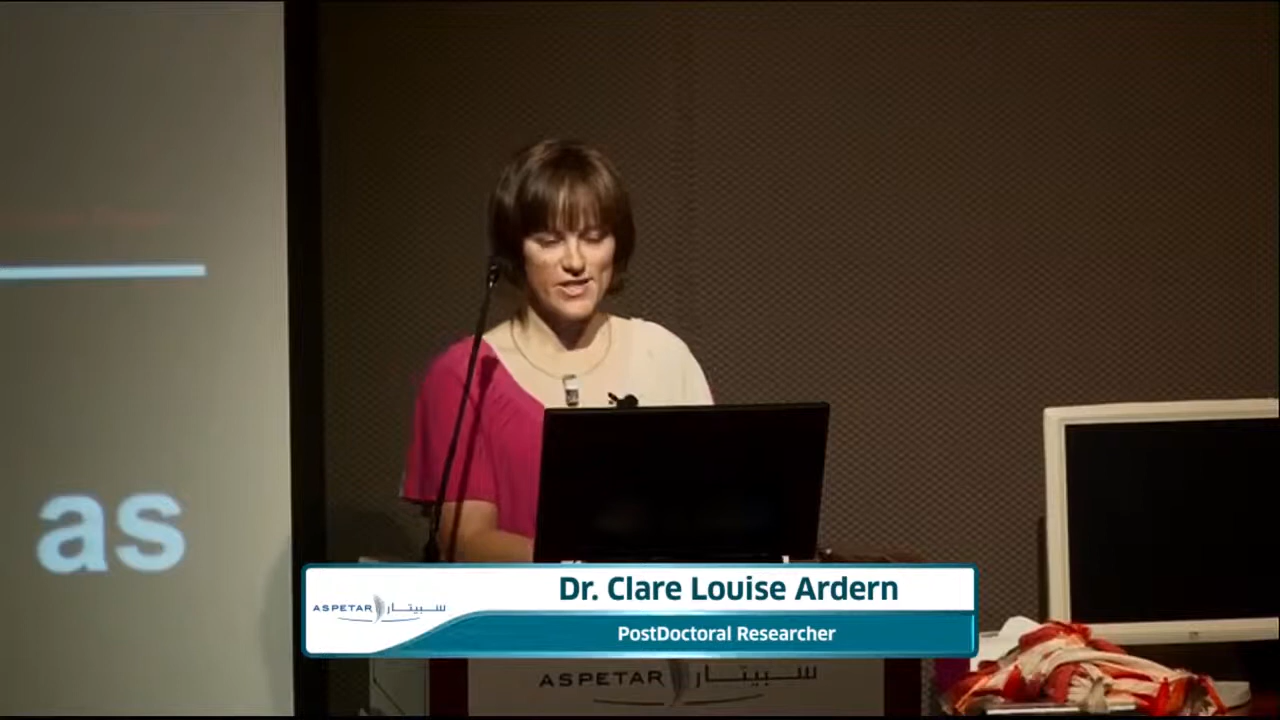 as
Dr. Clare Louise Ardern
ASPETAR سبيتار
PostDoctoral Researcher
ASPETAR سبيتار